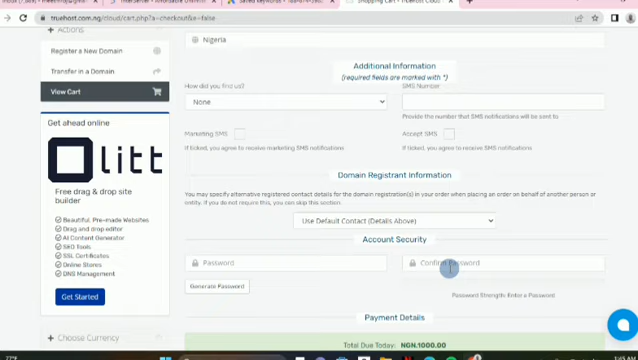 Shopping Cart - Truehost Cloud
truehost.com.ng/cloud/cart.php?a=checkout&e=false
Actions
Register a New Domain
Transfer in a Domain
View Cart
Get ahead online
Olitt
Free drag & drop site
builder
Beautiful, Pre-made Websites
Drag and drop editor
AI Content Generator
SEO Tools
SSL Certificates
Online Stores
DNS Management
Get Started
Choose Currency
Nigeria
Additional Information
(required fields are marked with *)
How did you find us?
SMS Number
None
Provide the number that SMS notifications will be sent to
Marketing SMS
Accept SMS
If ticked, you agree to receive marketing SMS notifications
If ticked, you agree to receive SMS notifications
Domain Registrant Information
You may specify alternative registered contact details for the domain registration(s) in your order when placing an order on behalf of another person or
entity. If you do not require this, you can skip this section.
Use Default Contact (Details Above)
Account Security
Password
Confirm Password
Generate Password
Password Strength: Enter a Password
Payment Details
Total Due Today: NGN.1000.00
77°F
1:45 AM